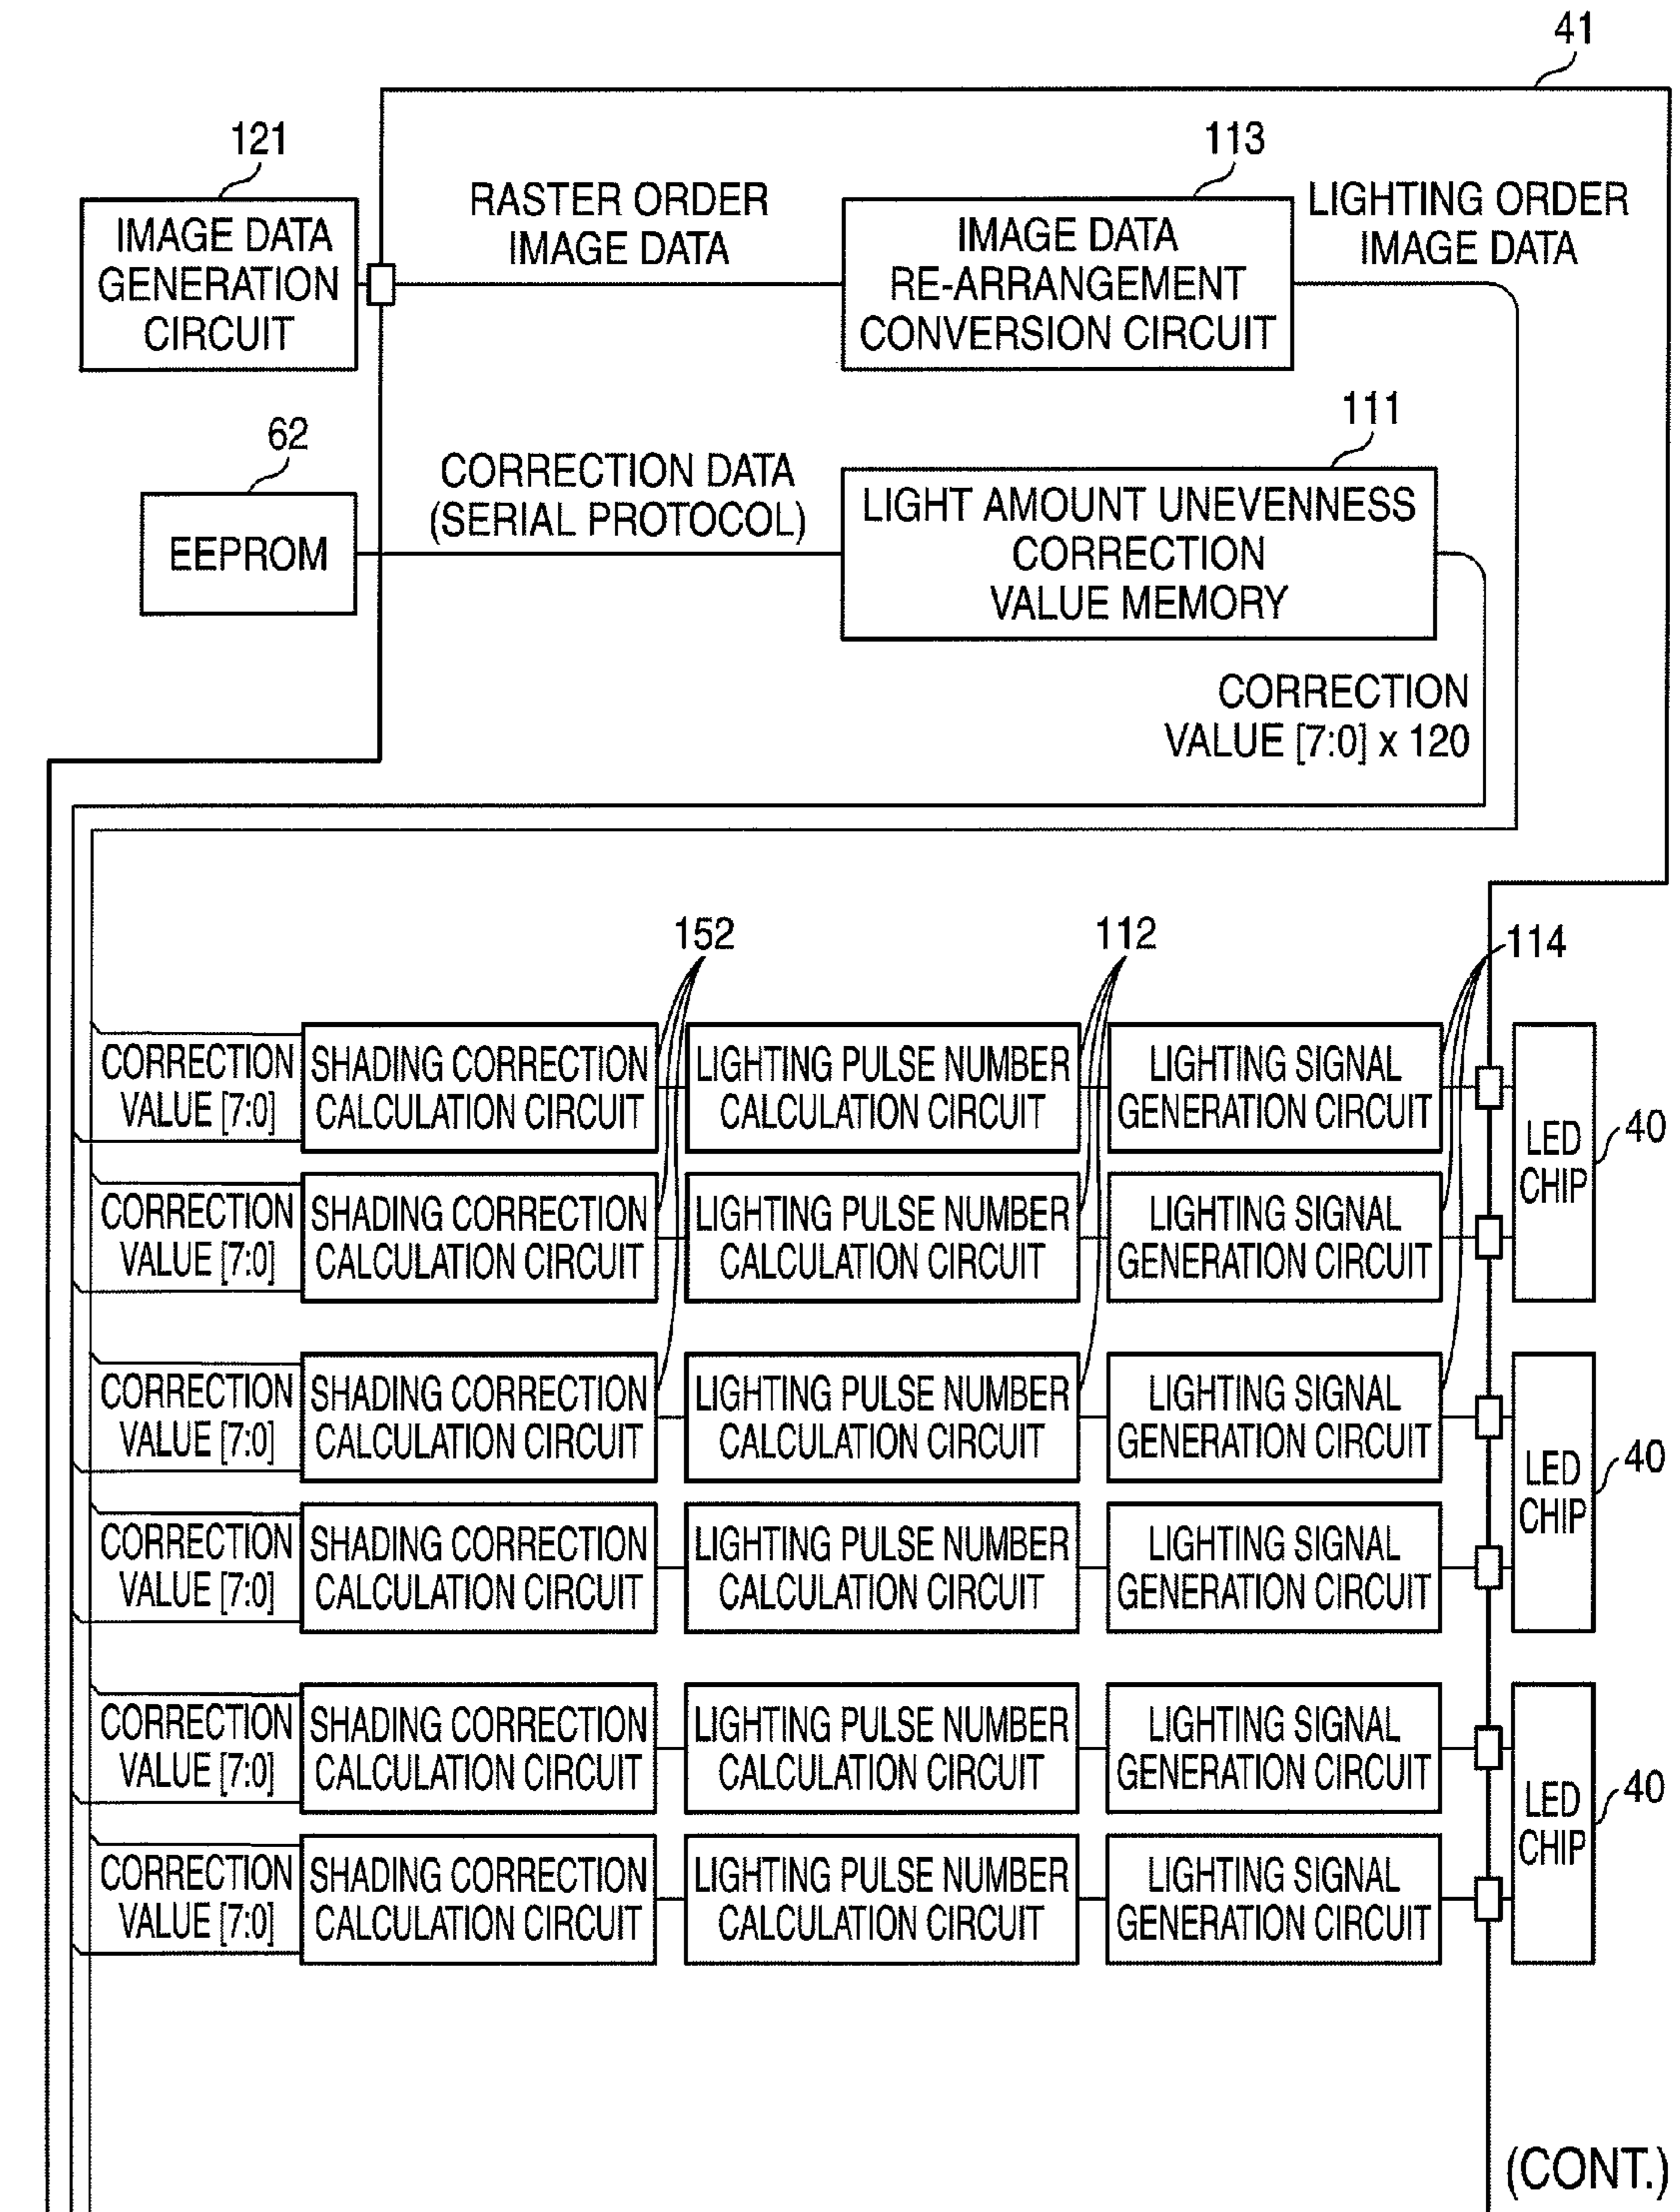 41
121
113
IMAGE DATA
GENERATION
CIRCUIT
RASTER ORDER
IMAGE DATA
IMAGE DATA
RE-ARRANGEMENT
CONVERSION CIRCUIT
LIGHTING ORDER
IMAGE DATA
62
111
EEPROM
CORRECTION DATA
(SERIAL PROTOCOL)
LIGHT AMOUNT UNEVENNESS
CORRECTION
VALUE MEMORY
CORRECTION
VALUE [7:0] x 120
152
112
114
CORRECTION
VALUE [7:0]
SHADING CORRECTION
CALCULATION CIRCUIT
LIGHTING PULSE NUMBER
CALCULATION CIRCUIT
LIGHTING SIGNAL
GENERATION CIRCUIT
CORRECTION
VALUE [7:0]
SHADING CORRECTION
CALCULATION CIRCUIT
LIGHTING PULSE NUMBER
CALCULATION CIRCUIT
LIGHTING SIGNAL
GENERATION CIRCUIT
LED
CHIP
40
CORRECTION
VALUE [7:0]
SHADING CORRECTION
CALCULATION CIRCUIT
LIGHTING PULSE NUMBER
CALCULATION CIRCUIT
LIGHTING SIGNAL
GENERATION CIRCUIT
CORRECTION
VALUE [7:0]
SHADING CORRECTION
CALCULATION CIRCUIT
LIGHTING PULSE NUMBER
CALCULATION CIRCUIT
LIGHTING SIGNAL
GENERATION CIRCUIT
LED
CHIP
40
CORRECTION
VALUE [7:0]
SHADING CORRECTION
CALCULATION CIRCUIT
LIGHTING PULSE NUMBER
CALCULATION CIRCUIT
LIGHTING SIGNAL
GENERATION CIRCUIT
CORRECTION
VALUE [7:0]
SHADING CORRECTION
CALCULATION CIRCUIT
LIGHTING PULSE NUMBER
CALCULATION CIRCUIT
LIGHTING SIGNAL
GENERATION CIRCUIT
LED
CHIP
40
(CONT.)